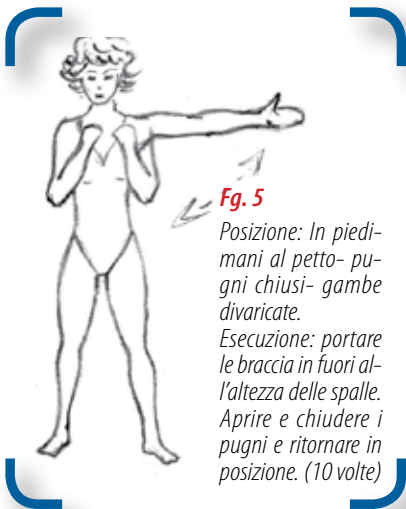 Fg. 5
Posizione: In piedi-
mani al petto- pu-
gni chiusi- gambe
divaricate.
Esecuzione: portare
le braccia in fuori al-
l'altezza delle spalle.
Aprire e chiudere i
pugni e ritornare in
posizione. (10 volte)